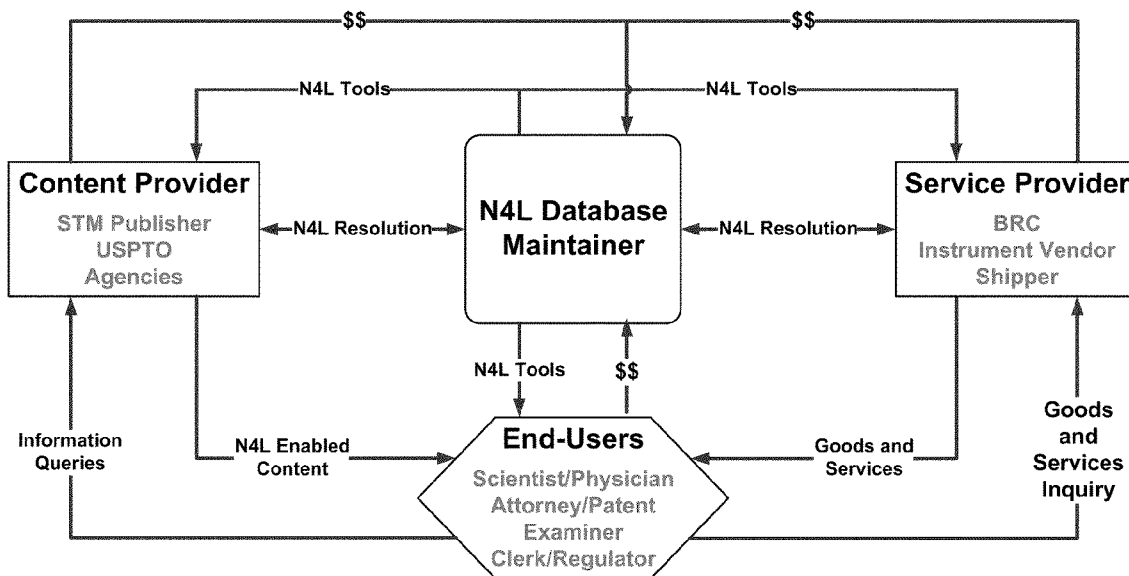 $$
$$
N4L Tools
N4L Tools
Content Provider
STM Publisher
USPTO
Agencies
N4L Resolution
N4L Database
Maintainer
N4L Resolution
Service Provider
BRC
Instrument Vendor
Shipper
N4L Tools
$$
Information
Queries
N4L Enabled
Content
End-Users
Scientist/Physician
Attorney/Patent
Examiner
Clerk/Regulator
Goods and
Services
Goods
and
Services
Inquiry